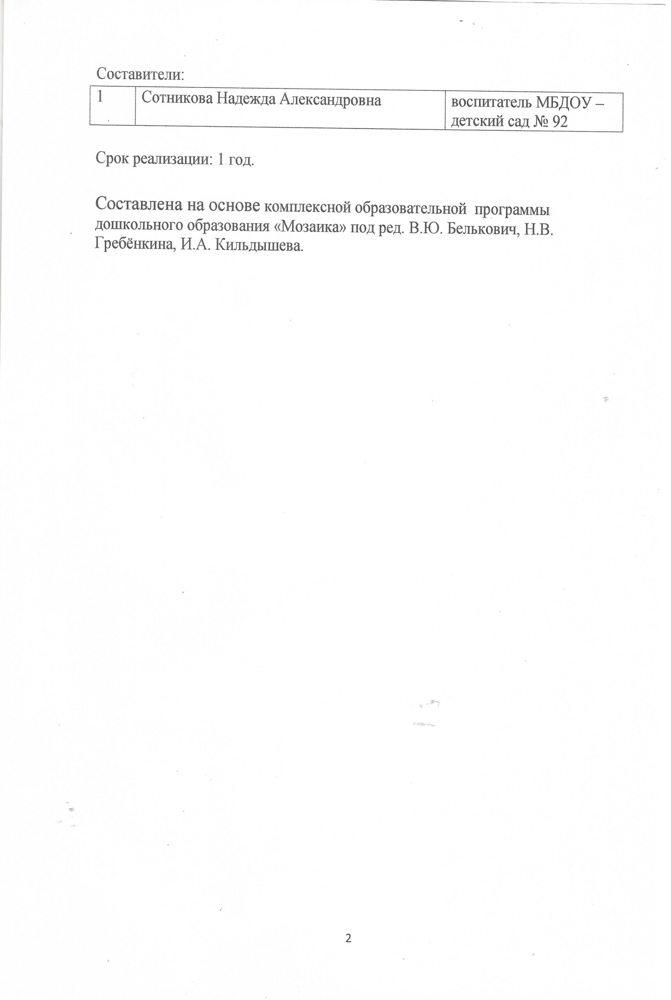 Составители:
1 Сотникова Надежда Александровна воспитатель МБДОУ –
детский сад № 92
Срок реализации: 1 год.
Составлена на основе комплексной образовательной программы
дошкольного образования «Мозаика» под ред. В.Ю. Белькович, Н.В.
Гребёнкина, И.А. Кильдышева.
2